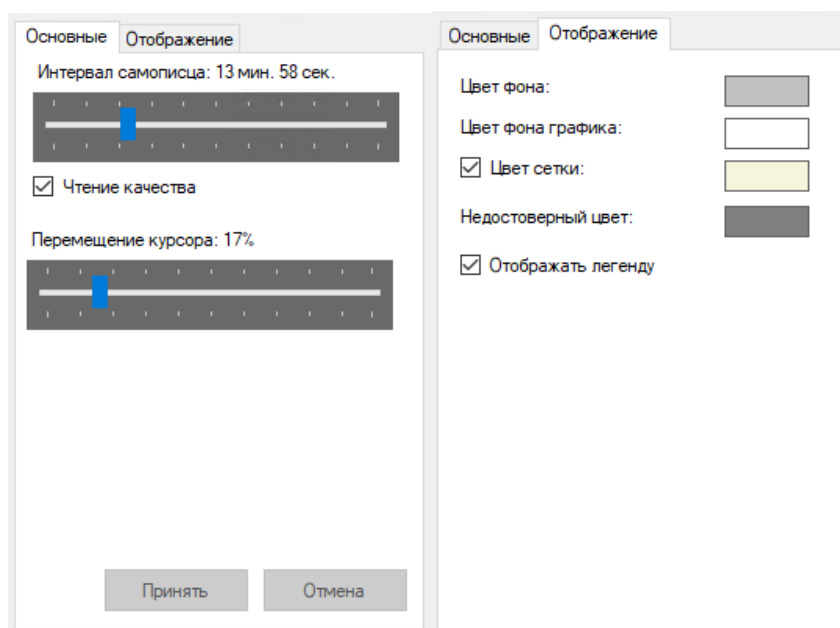 Основные Отображение
Интервал самописца: 13 мин. 58 сек.
Чтение качества
Перемещение курсора: 17%
Принять Отмена
Основные Отображение
Цвет фона:
Цвет фона графика:
Цвет сетки:
Недостоверный цвет:
Отображать легенду